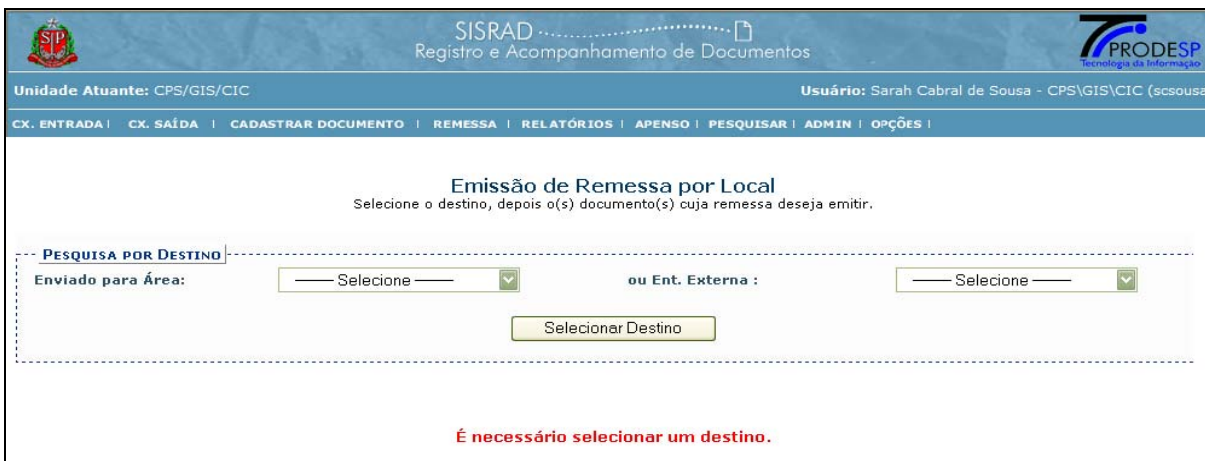 SP
SISRAD
Registro e Acompanhamento de Documentos
PRODESP
Tecnologia da Informação
Unidade Atuante: CPS/GIS/CIC Usuário: Sarah Cabral de Sousa - CPS\GIS\CIC (scsousa
CX. ENTRADA | CX. SAÍDA | CADASTRAR DOCUMENTO | REMESSA | RELATÓRIOS | APENSO | PESQUISAR | ADMIN | OPÇÕES |
Emissão de Remessa por Local
Selecione o destino, depois o(s) documento(s) cuja remessa deseja emitir.
PESQUISA POR DESTINO
Enviado para Área: —— Selecione —— ou Ent. Externa : —— Selecione ——
Selecionar Destino
É necessário selecionar um destino.